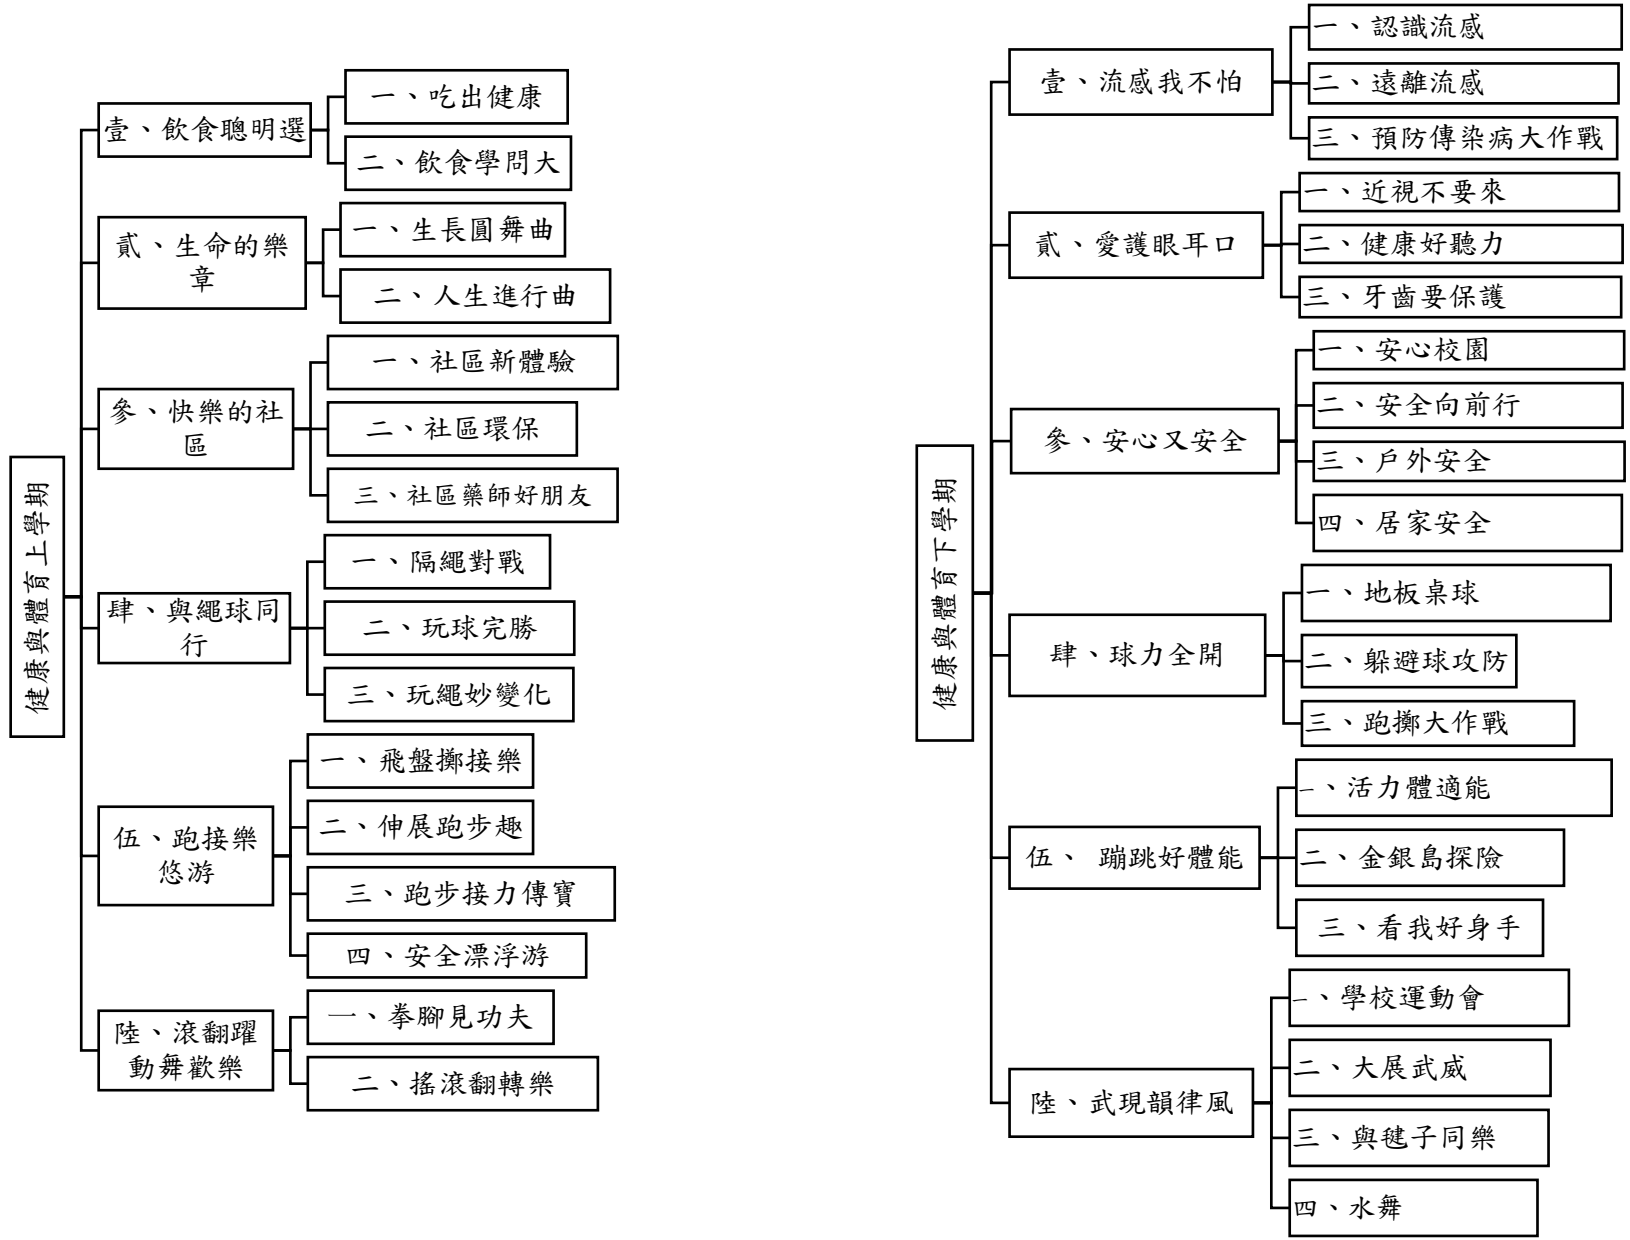 健康與體育上學期
壹、飲食聰明選
一、吃出健康
二、飲食學問大
貳、生命的樂
章
一、生長圓舞曲
二、人生進行曲
參、快樂的社
區
一、社區新體驗
二、社區環保
三、社區藥師好朋友
肆、與繩球同
行
一、隔繩對戰
二、玩球完勝
三、玩繩妙變化
伍、跑接樂
悠游
一、飛盤擲接樂
二、伸展跑步趣
三、跑步接力傳寶
四、安全漂浮游
陸、滾翻躍
動舞歡樂
一、拳腳見功夫
二、搖滾翻轉樂
健康與體育下學期
壹、流感我不怕
一、認識流感
二、遠離流感
三、預防傳染病大作戰
貳、愛護眼耳口
一、近視不要來
二、健康好聽力
三、牙齒要保護
參、安心又安全
一、安心校園
二、安全向前行
三、戶外安全
四、居家安全
肆、球力全開
一、地板桌球
二、躲避球攻防
三、跑擲大作戰
伍、 蹦跳好體能
一、活力體適能
二、金銀島探險
三、看我好身手
陸、武現韻律風
一、學校運動會
二、大展武威
三、與毽子同樂
四、水舞